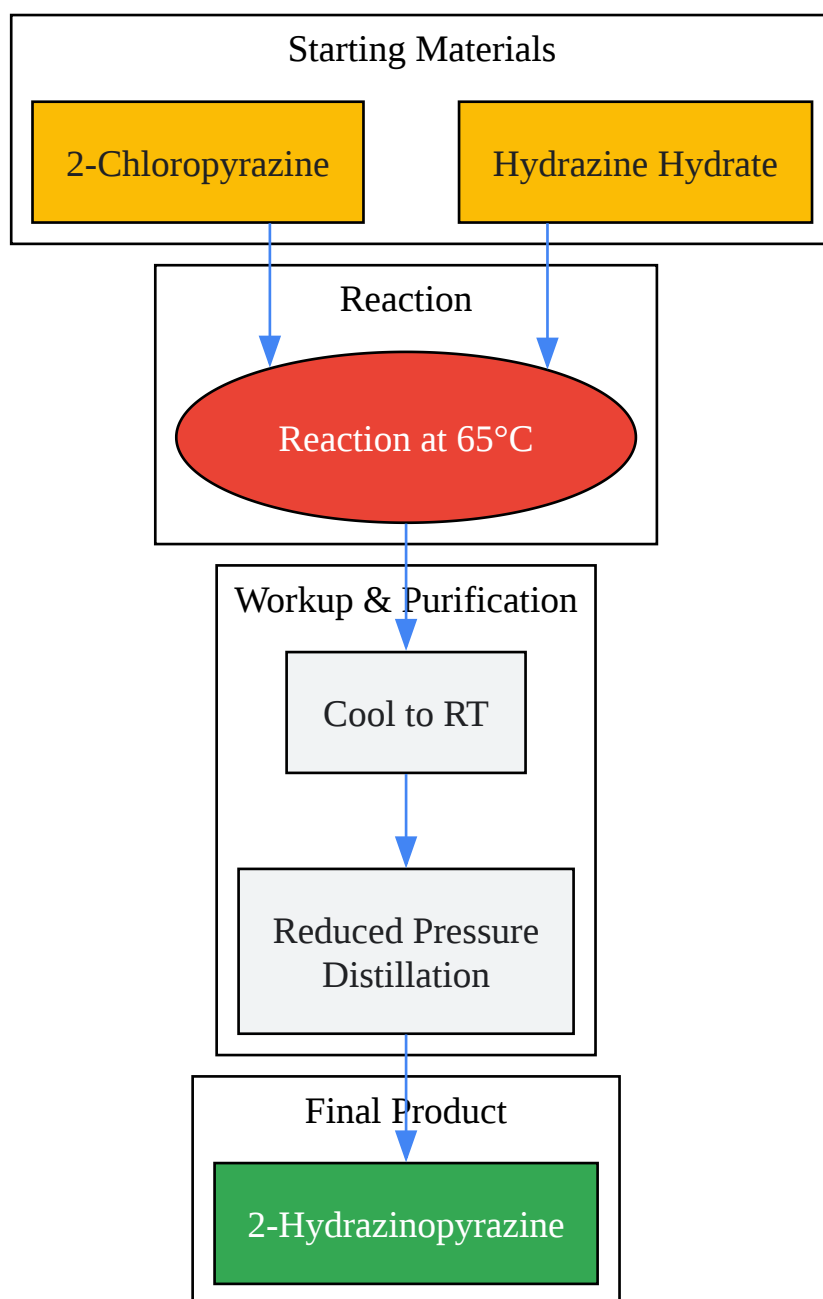 Starting Materials
2-Chloropyrazine
Hydrazine Hydrate
Reaction
Reaction at 65°C
Workup & Purification
Cool to RT
Reduced Pressure
Distillation
Final Product
2-Hydrazinopyrazine